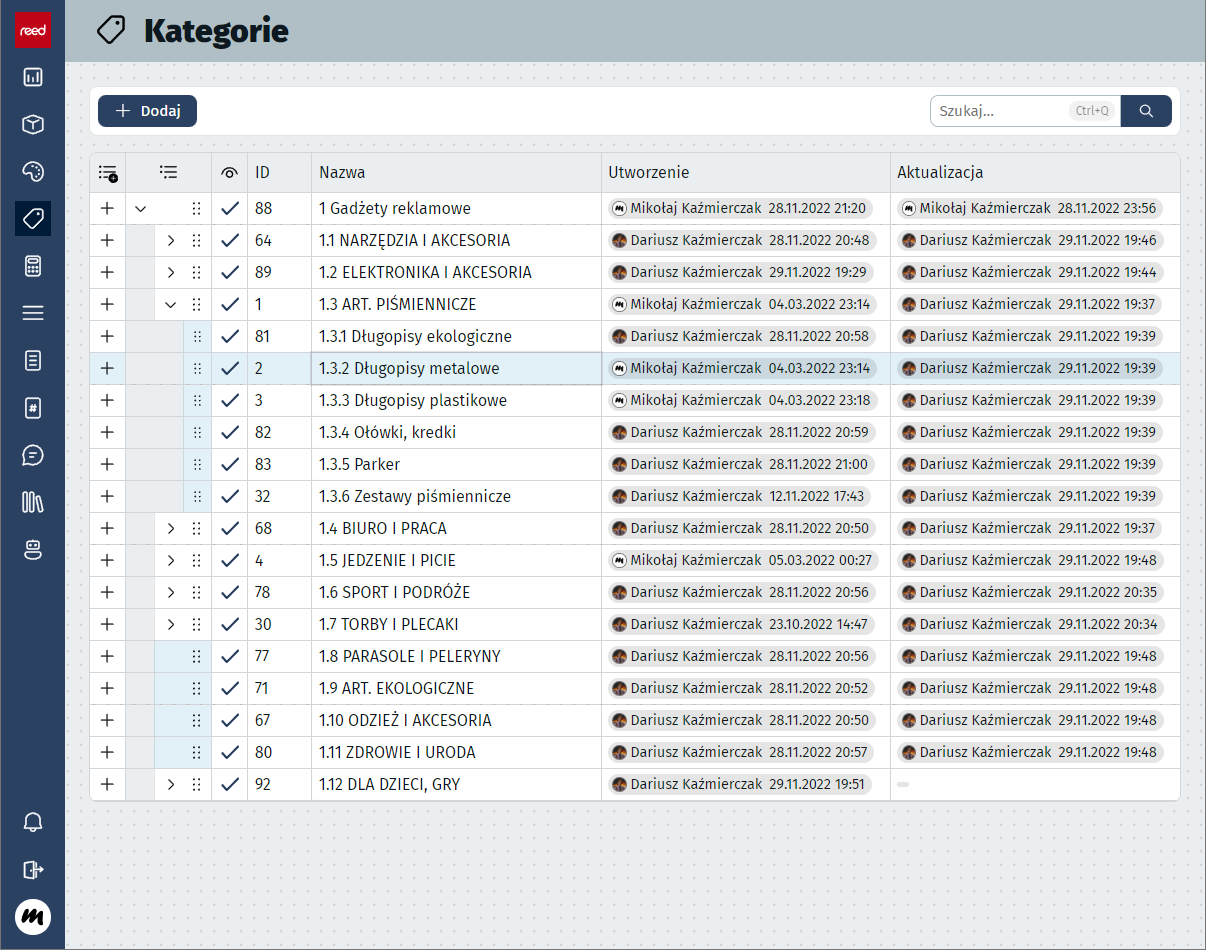 reed
Kategorie
Dodaj
Szukaj... Ctrl+Q
ID Nazwa Utworzenie Aktualizacja
88 1 Gadżety reklamowe Mikołaj Kaźmierczak 28.11.2022 21:20 Mikołaj Kaźmierczak 28.11.2022 23:56
64 1.1 NARZĘDZIA I AKCESORIA Dariusz Kaźmierczak 28.11.2022 20:48 Dariusz Kaźmierczak 29.11.2022 19:46
89 1.2 ELEKTRONIKA I AKCESORIA Dariusz Kaźmierczak 29.11.2022 19:29 Dariusz Kaźmierczak 29.11.2022 19:44
1 1.3 ART. PIŚMIENNICZE Mikołaj Kaźmierczak 04.03.2022 23:14 Dariusz Kaźmierczak 29.11.2022 19:37
81 1.3.1 Długopisy ekologiczne Dariusz Kaźmierczak 28.11.2022 20:58 Dariusz Kaźmierczak 29.11.2022 19:39
2 1.3.2 Długopisy metalowe Mikołaj Kaźmierczak 04.03.2022 23:14 Dariusz Kaźmierczak 29.11.2022 19:39
3 1.3.3 Długopisy plastikowe Mikołaj Kaźmierczak 04.03.2022 23:18 Dariusz Kaźmierczak 29.11.2022 19:39
82 1.3.4 Ołówki, kredki Dariusz Kaźmierczak 28.11.2022 20:59 Dariusz Kaźmierczak 29.11.2022 19:39
83 1.3.5 Parker Dariusz Kaźmierczak 28.11.2022 21:00 Dariusz Kaźmierczak 29.11.2022 19:39
32 1.3.6 Zestawy piśmiennicze Dariusz Kaźmierczak 12.11.2022 17:43 Dariusz Kaźmierczak 29.11.2022 19:39
68 1.4 BIURO I PRACA Dariusz Kaźmierczak 28.11.2022 20:50 Dariusz Kaźmierczak 29.11.2022 19:37
4 1.5 JEDZENIE I PICIE Mikołaj Kaźmierczak 05.03.2022 00:27 Dariusz Kaźmierczak 29.11.2022 19:48
78 1.6 SPORT I PODRÓŻE Dariusz Kaźmierczak 28.11.2022 20:56 Dariusz Kaźmierczak 29.11.2022 20:35
30 1.7 TORBY I PLECAKI Dariusz Kaźmierczak 23.10.2022 14:47 Dariusz Kaźmierczak 29.11.2022 20:34
77 1.8 PARASOLE I PELERYNY Dariusz Kaźmierczak 28.11.2022 20:56 Dariusz Kaźmierczak 29.11.2022 19:48
71 1.9 ART. EKOLOGICZNE Dariusz Kaźmierczak 28.11.2022 20:52 Dariusz Kaźmierczak 29.11.2022 19:48
67 1.10 ODZIEŻ I AKCESORIA Dariusz Kaźmierczak 28.11.2022 20:50 Dariusz Kaźmierczak 29.11.2022 19:48
80 1.11 ZDROWIE I URODA Dariusz Kaźmierczak 28.11.2022 20:57 Dariusz Kaźmierczak 29.11.2022 19:48
92 1.12 DLA DZIECI, GRY Dariusz Kaźmierczak 29.11.2022 19:51